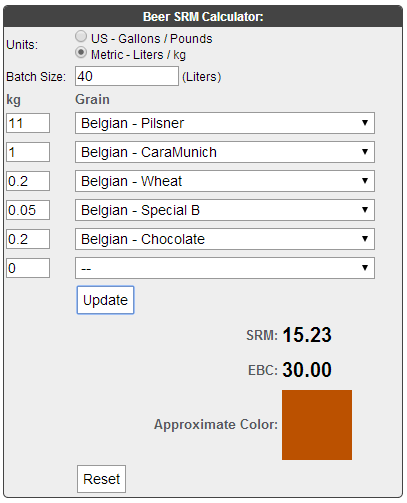 Beer SRM Calculator:
Units: US - Gallons / Pounds
Metric - Liters / kg
Batch Size: 40 (Liters)
kg Grain
11 Belgian - Pilsner
1 Belgian - CaraMunich
0.2 Belgian - Wheat
0.05 Belgian - Special B
0.2 Belgian - Chocolate
0 --
Update
SRM: 15.23
EBC: 30.00
Approximate Color:
Reset